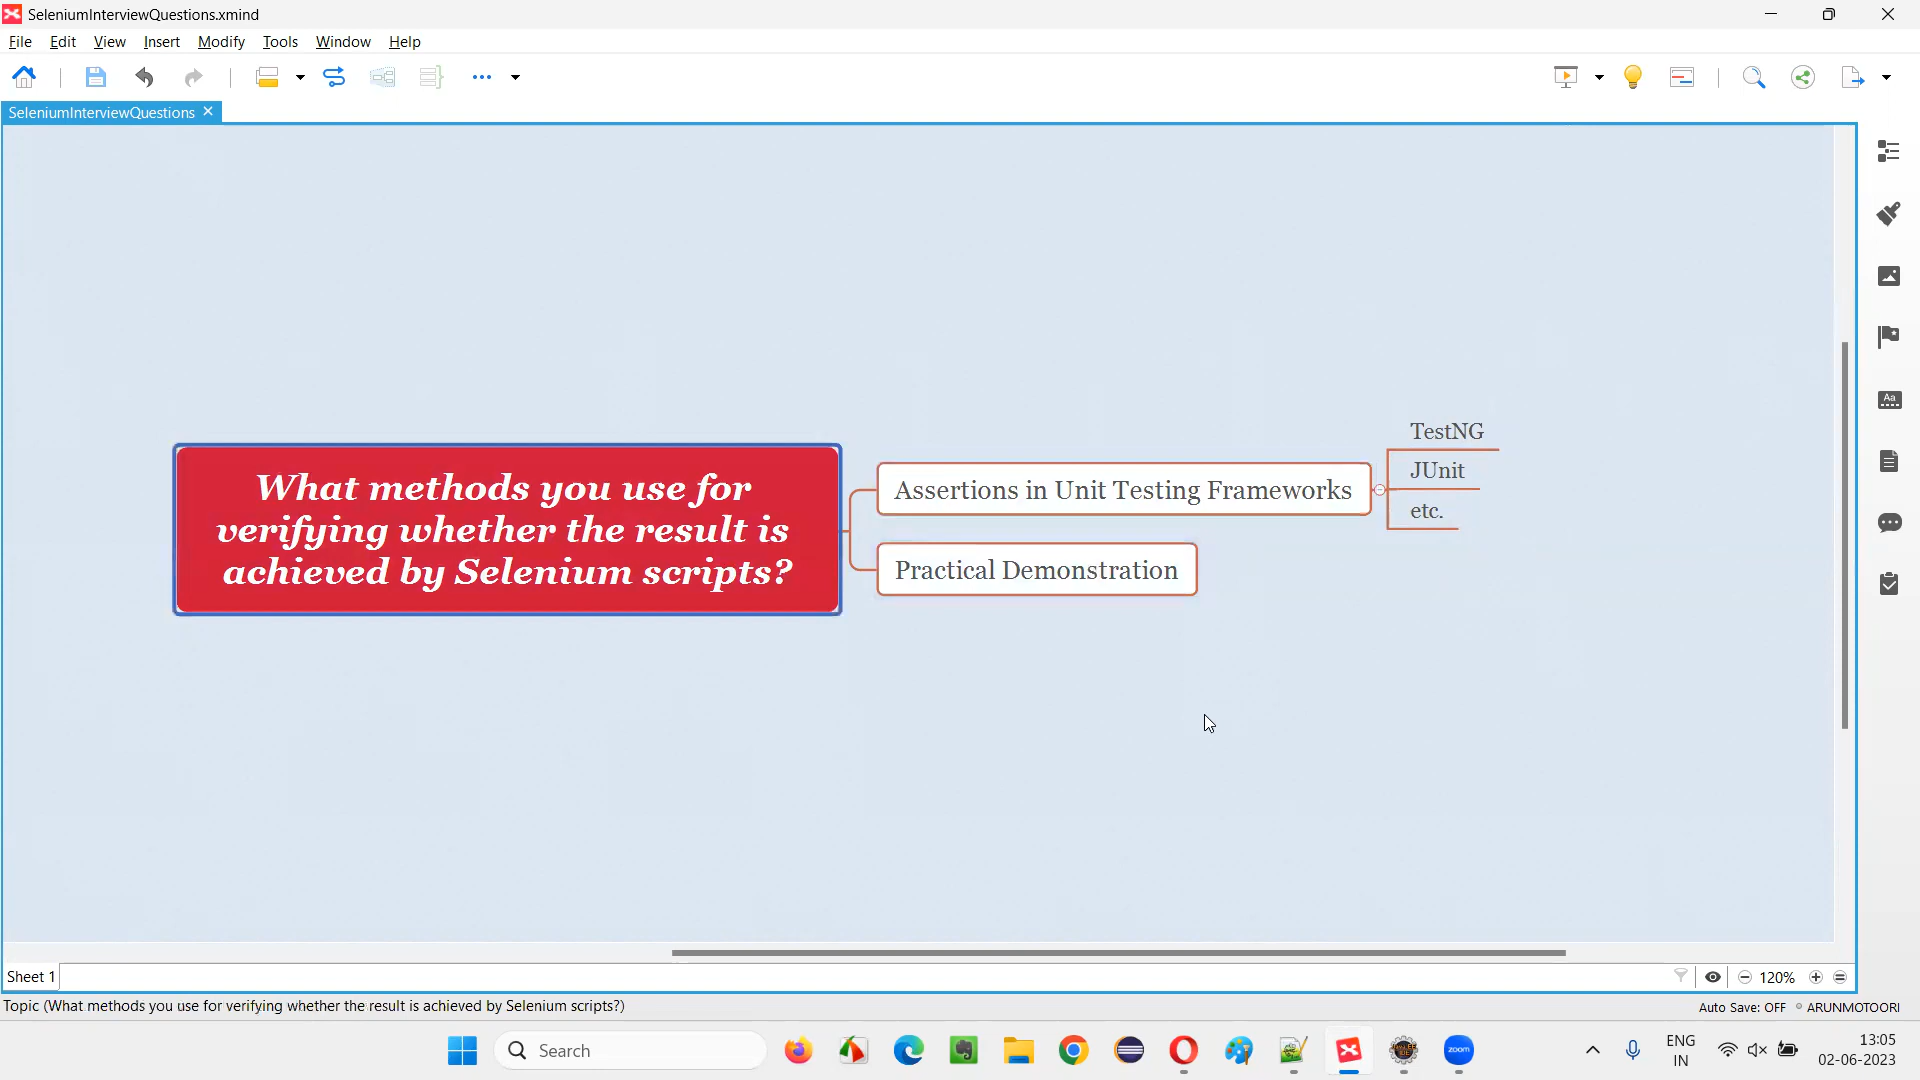 SeleniumInterviewQuestions.xmind
File Edit View Insert Modify Tools Window Help
SeleniumInterviewQuestions
What methods you use for
verifying whether the result is
achieved by Selenium scripts?
Assertions in Unit Testing Frameworks
TestNG
JUnit
etc.
Practical Demonstration
Aa
Sheet 1
120%
Topic (What methods you use for verifying whether the result is achieved by Selenium scripts?)
Auto Save: OFF
ARUNMOTOORI
Search
zoom
ENG
IN
13:05
02-06-2023